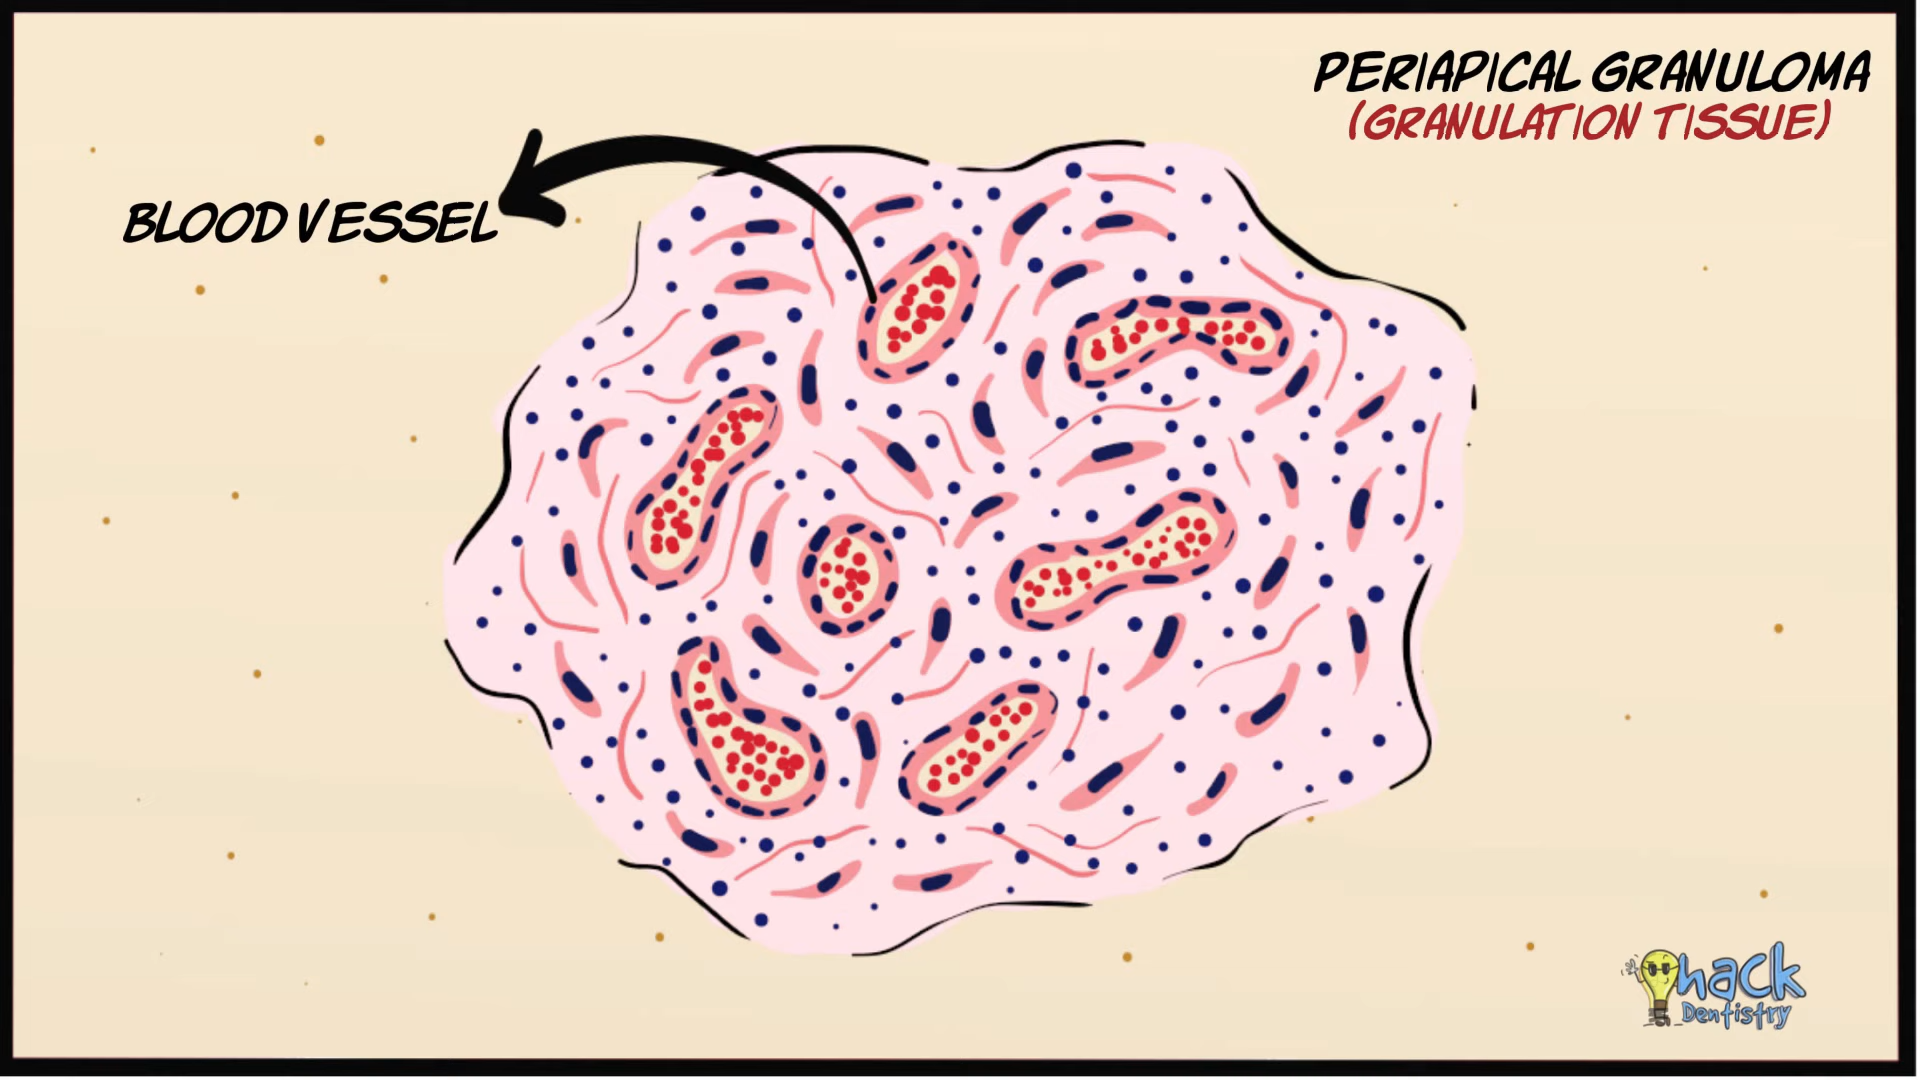 PERIAPICAL GRANULOMA
(GRANULATION TISSUE)
BLOOD VESSEL
hack
Dentistry